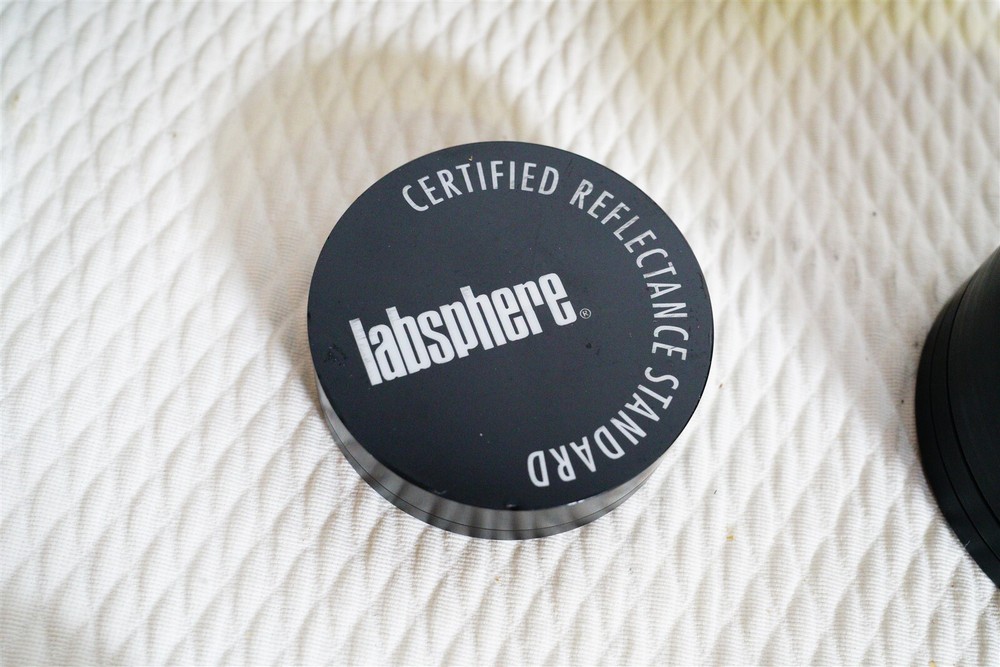 CERTIFIED REFLECTANCE STANDARD
labsphere®